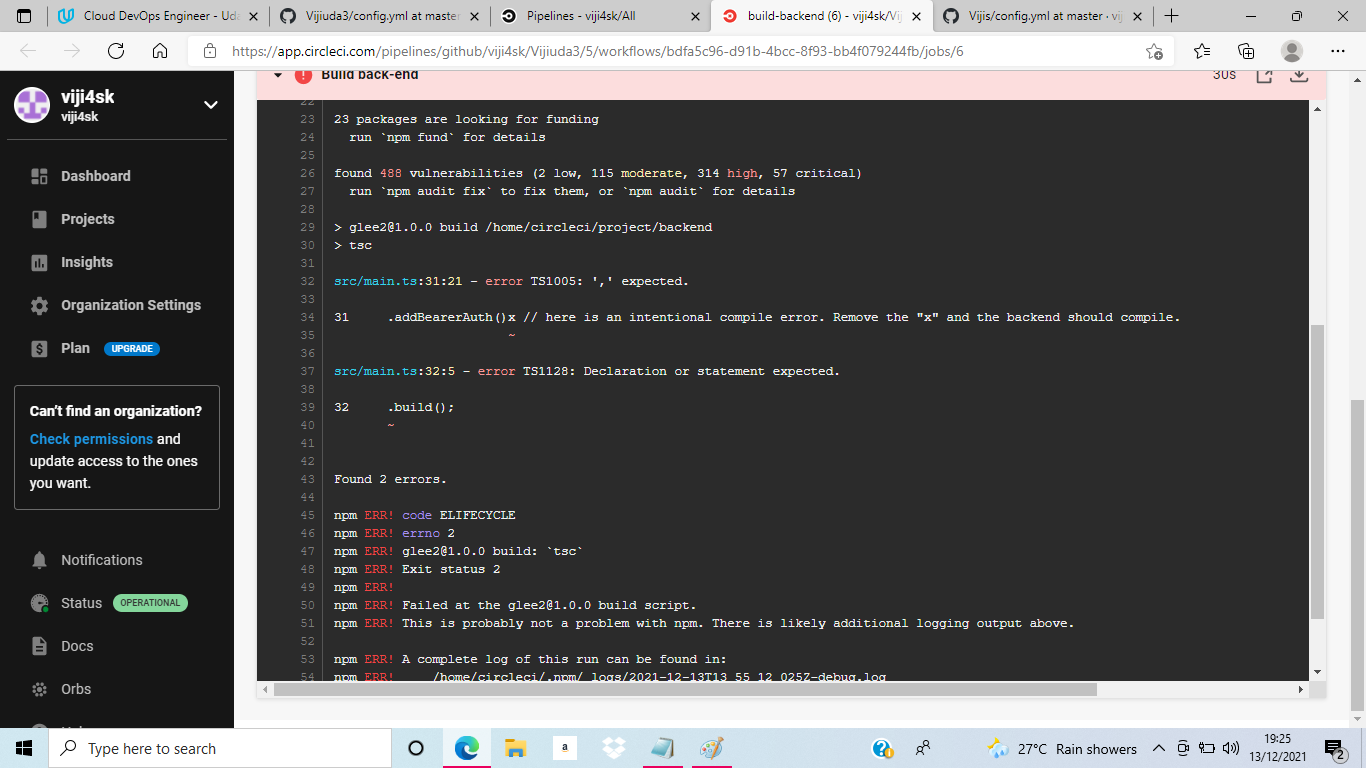 Cloud DevOps Engineer - Uda
Vijiuda3/config.yml at master
Pipelines - viji4sk/All
build-backend (6) - viji4sk/Vij
Vijis/config.yml at master · vij
https://app.circleci.com/pipelines/github/viji4sk/Vijiuda3/5/workflows/bdfa5c96-d91b-4bcc-8f93-bb4f079244fb/jobs/6
viji4sk
viji4sk
Dashboard
Projects
Insights
Organization Settings
Plan UPGRADE
Can't find an organization?
Check permissions and
update access to the ones
you want.
Notifications
Status OPERATIONAL
Docs
Orbs
Build back-end 30s
22
23 23 packages are looking for funding
24 run `npm fund` for details
25
26 found 488 vulnerabilities (2 low, 115 moderate, 314 high, 57 critical)
27 run `npm audit fix` to fix them, or `npm audit` for details
28
29 > glee2@1.0.0 build /home/circleci/project/backend
30 > tsc
31
32 src/main.ts:31:21 - error TS1005: ',' expected.
33
34 31 .addBearerAuth()x // here is an intentional compile error. Remove the "x" and the backend should compile.
35 ~
36
37 src/main.ts:32:5 - error TS1128: Declaration or statement expected.
38
39 32 .build();
40 ~
41
42
43 Found 2 errors.
44
45 npm ERR! code ELIFECYCLE
46 npm ERR! errno 2
47 npm ERR! glee2@1.0.0 build: `tsc`
48 npm ERR! Exit status 2
49 npm ERR!
50 npm ERR! Failed at the glee2@1.0.0 build script.
51 npm ERR! This is probably not a problem with npm. There is likely additional logging output above.
52
53 npm ERR! A complete log of this run can be found in:
54 npm ERR! /home/circleci/.npm/_logs/2021-12-13T13_55_12_025Z-debug.log
Type here to search
a
27°C Rain showers
19:25
13/12/2021
2